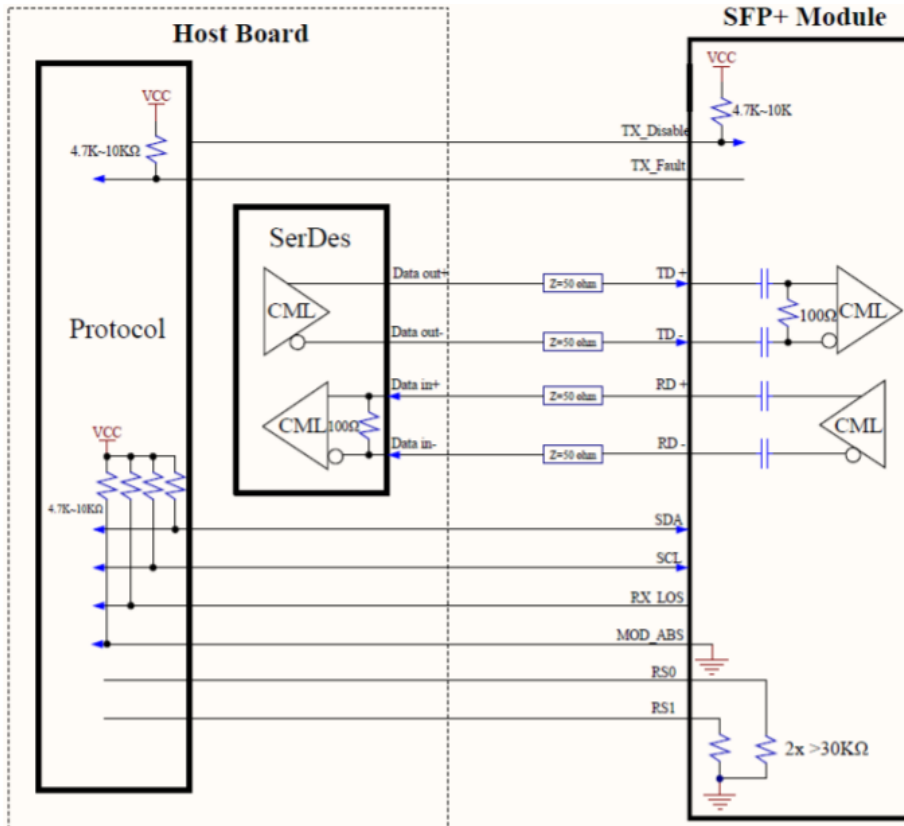 Host Board
SFP+ Module
VCC
4.7K~10KΩ
VCC
4.7K~10K
TX_Disable
TX_Fault
SerDes
Protocol
CML
CML
100Ω
Data out+
Data out-
Data in+
Data in-
Z=50 ohm
Z=50 ohm
Z=50 ohm
Z=50 ohm
TD +
TD -
RD +
RD -
100Ω
CML
CML
VCC
4.7K~10KΩ
SDA
SCL
RX_LOS
MOD_ABS
RS0
RS1
2x >30KΩ